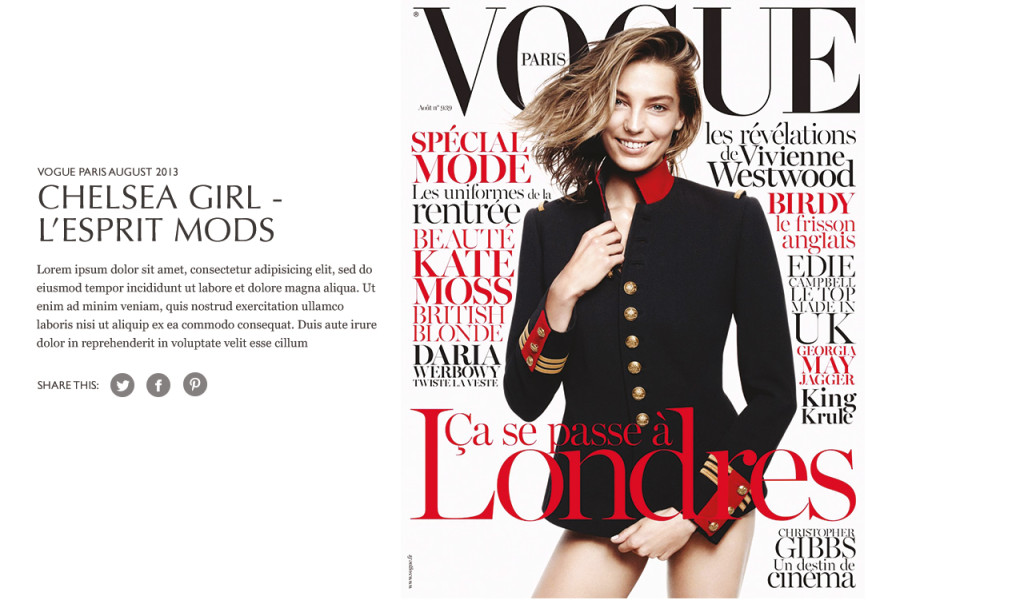 VOGUE PARIS AUGUST 2013
CHELSEA GIRL -
L’ESPRIT MODS
Lorem ipsum dolor sit amet, consectetur adipisicing elit, sed do
eiusmod tempor incididunt ut labore et dolore magna aliqua. Ut
enim ad minim veniam, quis nostrud exercitation ullamco
laboris nisi ut aliquip ex ea commodo consequat. Duis aute irure
dolor in reprehenderit in voluptate velit esse cillum
SHARE THIS:
®
VOGUE
PARIS
Août n° 939
SPÉCIAL
MODE
Les uniformes de la
rentrée
BEAUTÉ
KATE
MOSS
BRITISH
BLONDE
DARIA
WERBOWY
TWISTE LA VESTE
les révélations
de Vivienne
Westwood
BIRDY
le frisson
anglais
EDIE
CAMPBELL
LE TOP
MADE IN
UK
GEORGIA
MAY
JAGGER
King
Krule
Ça se passe à
Londres
CHRISTOPHER
GIBBS
Un destin de
cinéma
www.vogue.fr